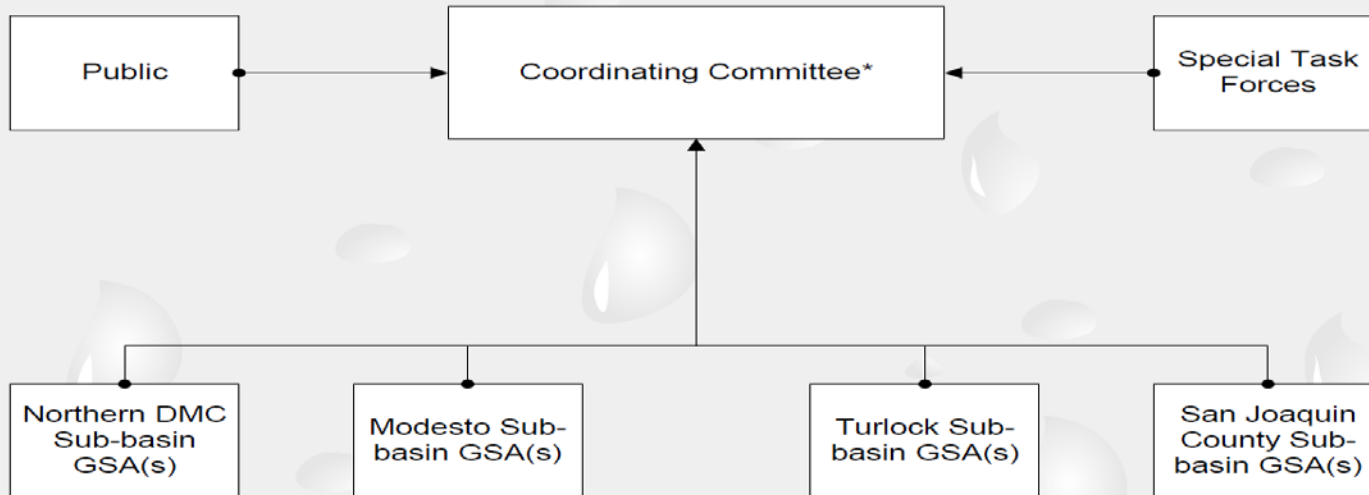 Public
Coordinating Committee*
Special Task
Forces
Northern DMC
Sub-basin
GSA(s)
Modesto Sub-
basin GSA(s)
Turlock Sub-
basin GSA(s)
San Joaquin
County Sub-
basin GSA(s)